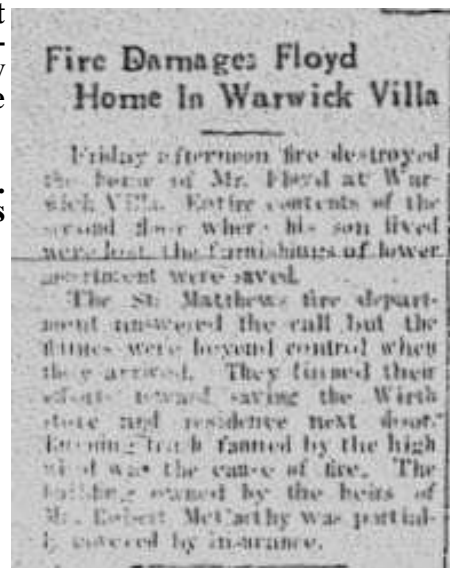 t
-
y
e
.
s
Fire Damages Floyd
Home In Warwick Villa
Friday afternoon fire destroyed
the home of Mr. Floyd at War-
wick Villa. Entire contents of the
second floor where his son lived
were lost, the furnishings of lower
apartment were saved.
The St. Matthews fire depart-
ment answered the call but the
flames were beyond control when
they arrived. They turned their
efforts toward saving the Wirth
store and residence next door.
Burning trash fanned by the high
wind was the cause of fire. The
building owned by the heirs of
Mr. Robert McCarthy was partial-
ly covered by insurance.